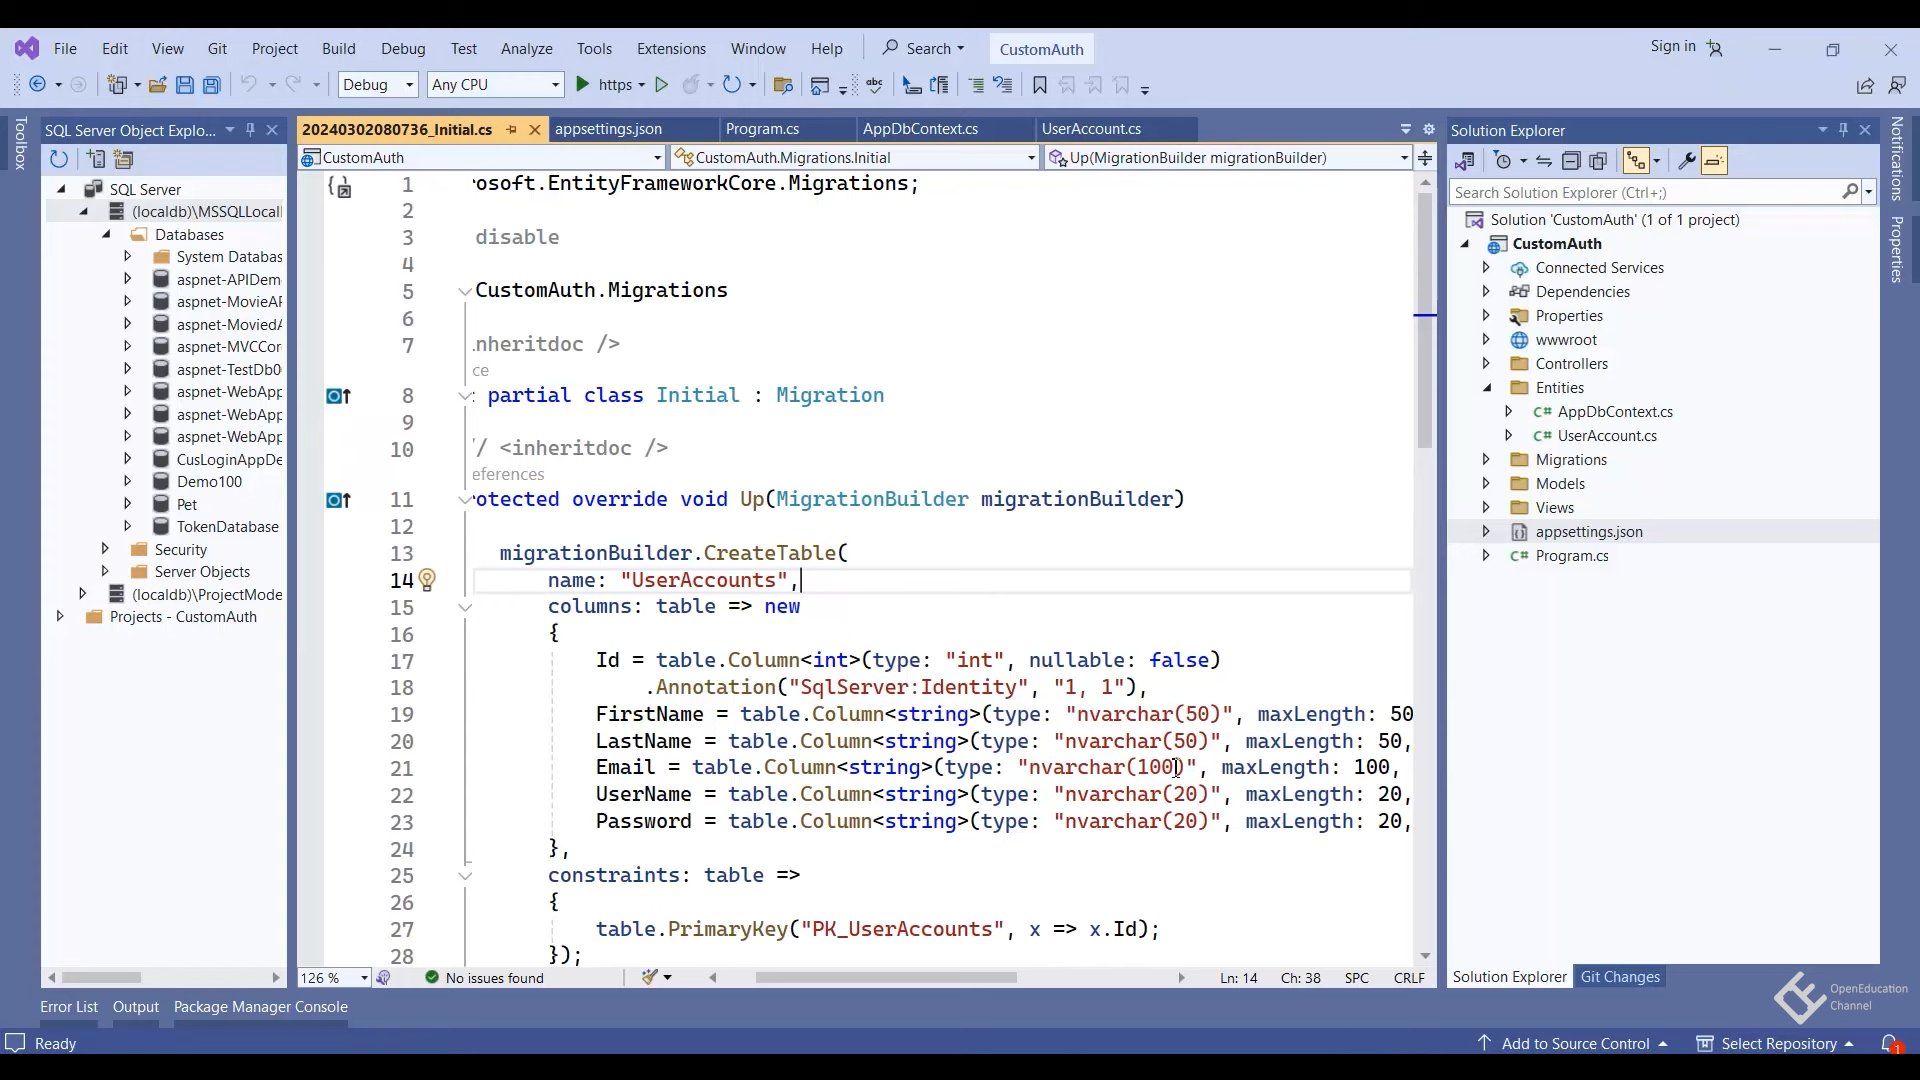 File Edit View Git Project Build Debug Test Analyze Tools Extensions Window Help Search CustomAuth Sign in
Debug Any CPU https
Toolbox
SQL Server Object Explo...
SQL Server
(localdb)\MSSQLLocal
Databases
System Databas
aspnet-APIDem
aspnet-MovieAP
aspnet-MoviedA
aspnet-MVCCor
aspnet-TestDb0
aspnet-WebApp
aspnet-WebApp
aspnet-WebApp
CusLoginAppDe
Demo100
Pet
TokenDatabase
Security
Server Objects
(localdb)\ProjectMode
Projects - CustomAuth
20240302080736_Initial.cs appsettings.json Program.cs AppDbContext.cs UserAccount.cs
CustomAuth CustomAuth.Migrations.Initial Up(MigrationBuilder migrationBuilder)
1 osoft.EntityFrameworkCore.Migrations;
2
3 disable
4
5 CustomAuth.Migrations
6
7 nheritdoc />
ce
8 partial class Initial : Migration
9
10 / <inheritdoc />
eferences
11 otected override void Up(MigrationBuilder migrationBuilder)
12
13 migrationBuilder.CreateTable(
14 name: "UserAccounts",
15 columns: table => new
16 {
17 Id = table.Column<int>(type: "int", nullable: false)
18 .Annotation("SqlServer:Identity", "1, 1"),
19 FirstName = table.Column<string>(type: "nvarchar(50)", maxLength: 50
20 LastName = table.Column<string>(type: "nvarchar(50)", maxLength: 50,
21 Email = table.Column<string>(type: "nvarchar(100)", maxLength: 100,
22 UserName = table.Column<string>(type: "nvarchar(20)", maxLength: 20,
23 Password = table.Column<string>(type: "nvarchar(20)", maxLength: 20,
24 },
25 constraints: table =>
26 {
27 table.PrimaryKey("PK_UserAccounts", x => x.Id);
28 });
126 % No issues found Ln: 14 Ch: 38 SPC CRLF
Solution Explorer
Search Solution Explorer (Ctrl+;)
Solution 'CustomAuth' (1 of 1 project)
CustomAuth
Connected Services
Dependencies
Properties
wwwroot
Controllers
Entities
C# AppDbContext.cs
C# UserAccount.cs
Migrations
Models
Views
appsettings.json
C# Program.cs
Solution Explorer Git Changes
Notifications
Properties
OpenEducation
Channel
Error List Output Package Manager Console
Ready Add to Source Control Select Repository 1